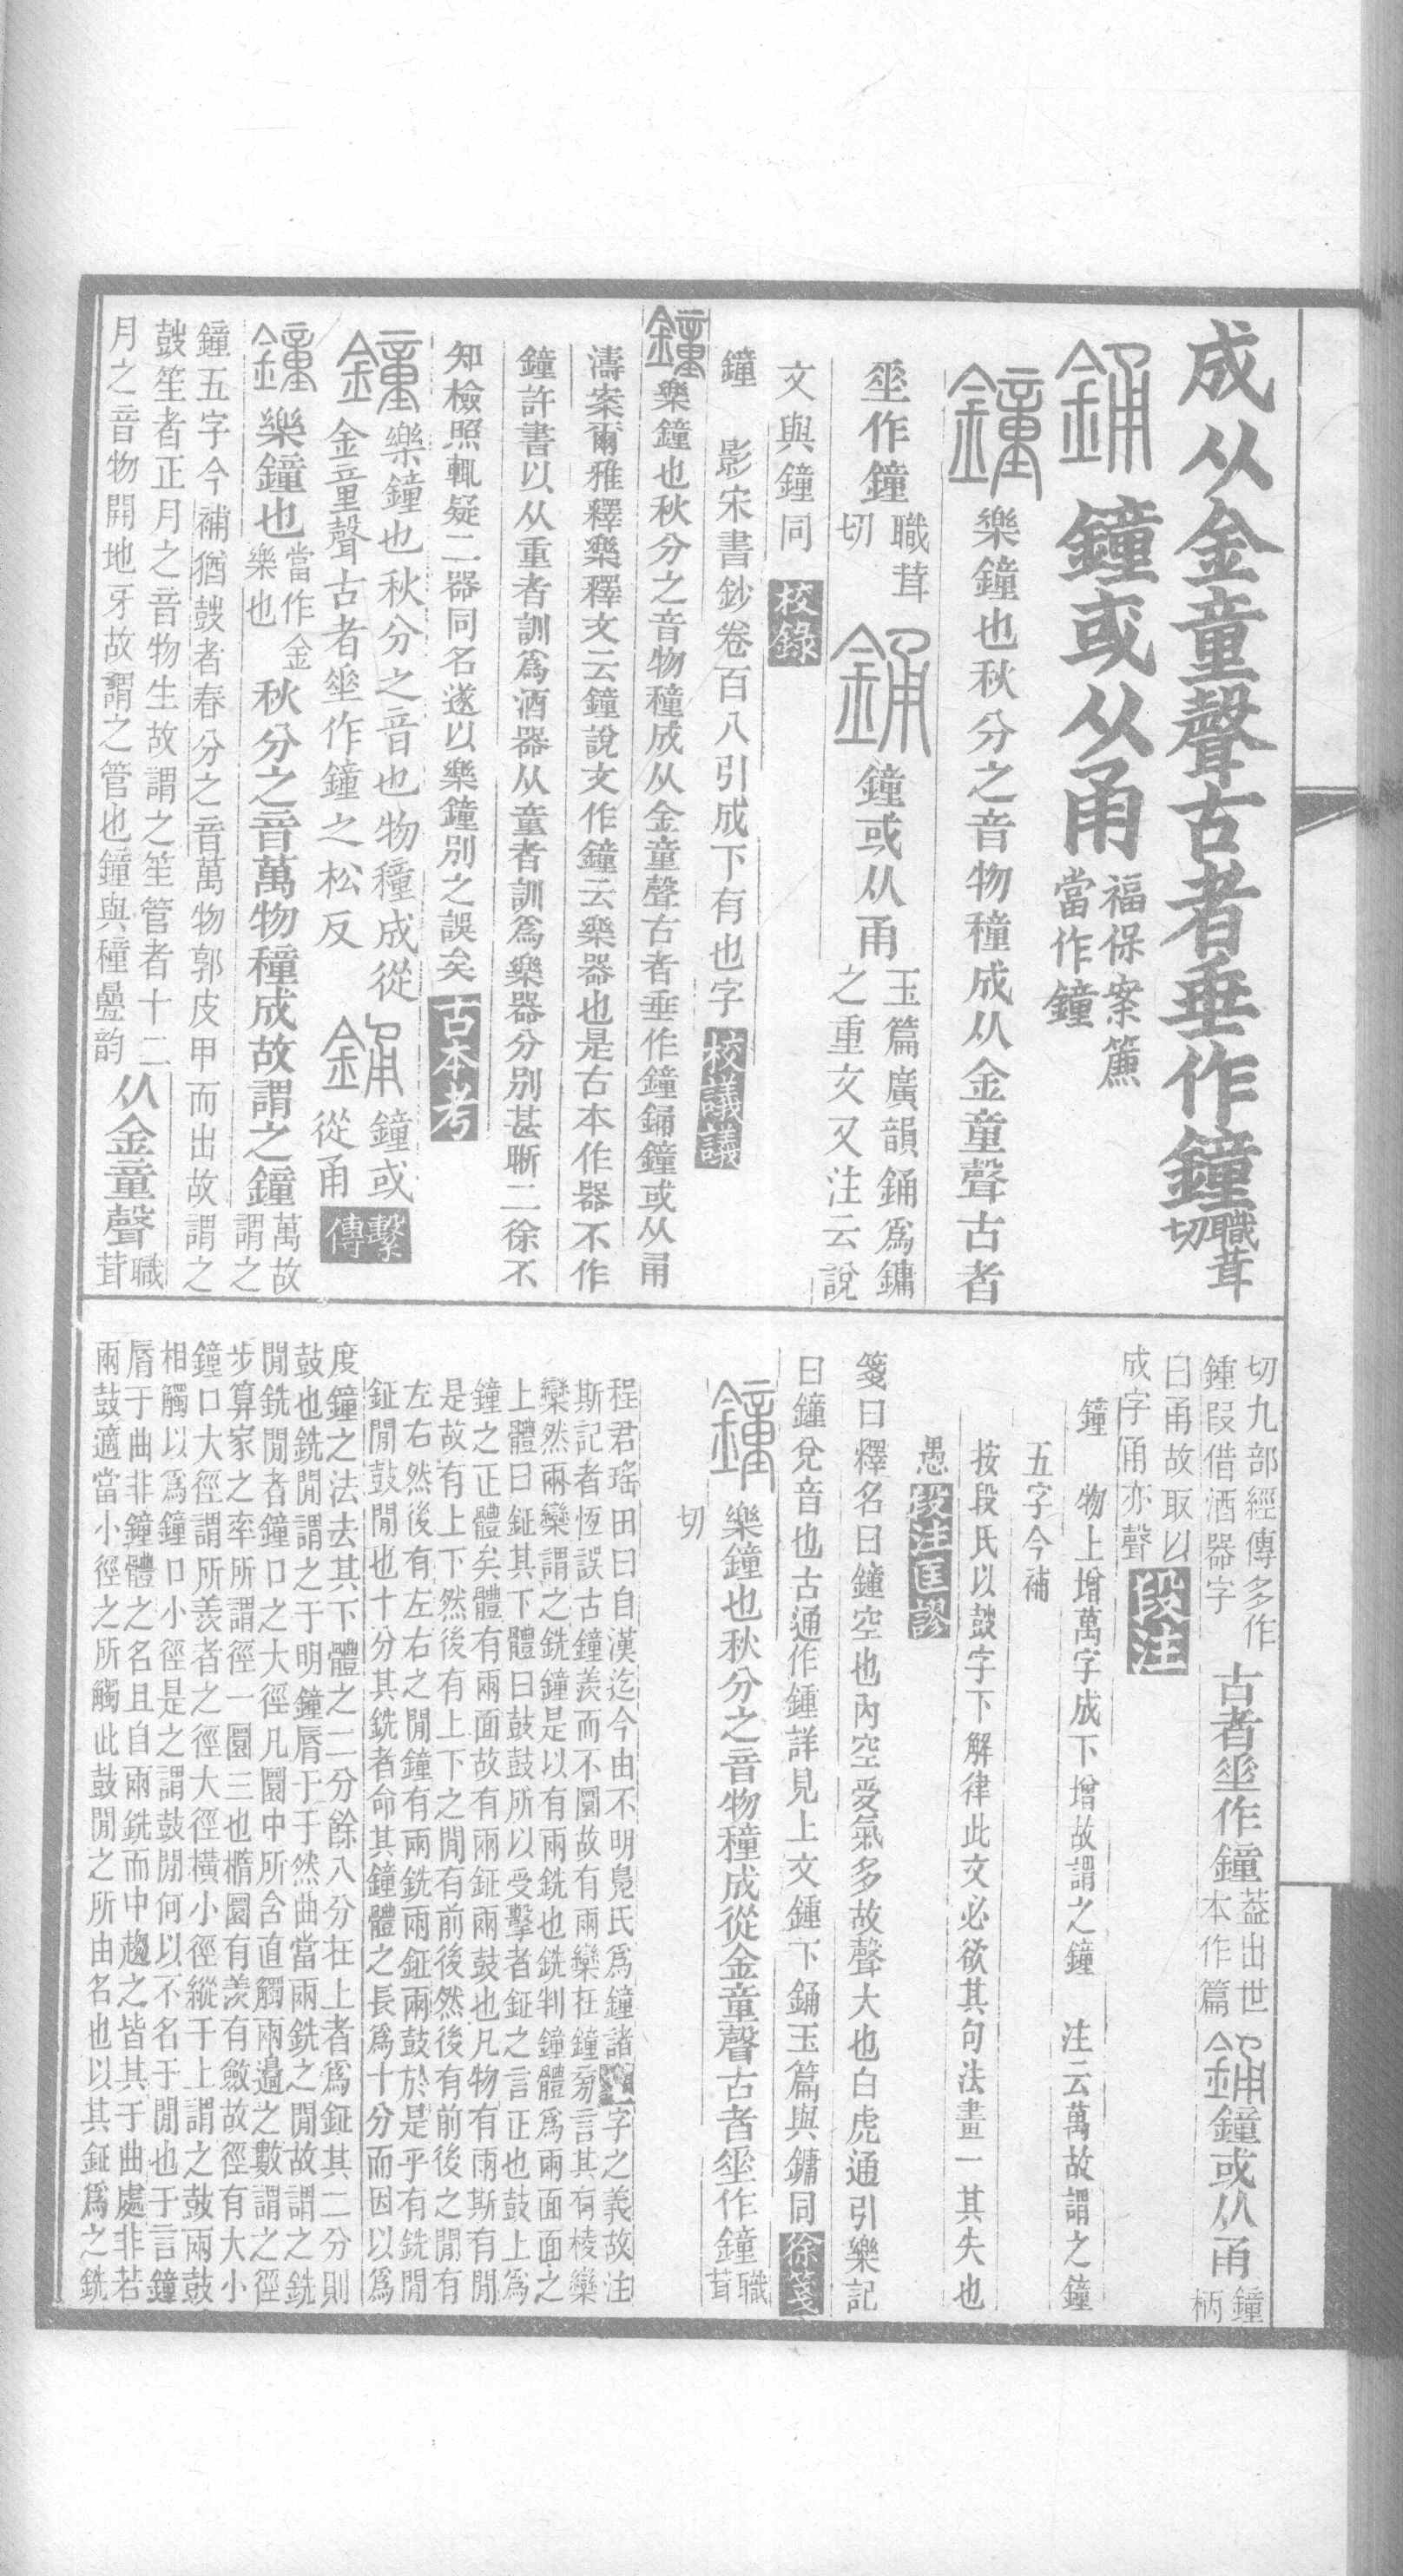 成从金童聲古者垂作鐘職茸切
鋪鐘或从甬福保案篆當作鐘
鐘樂鐘也秋分之音物穜成从金童聲古者
𡍮作鐘職茸切 銿鐘或从甬玉篇廣韻銿爲鏞之重文又注云說
文與鐘同 校錄
鐘 影宋書鈔卷百八引成下有也字 校議議
鐘樂鐘也秋分之音物穜成从金童聲古者垂作鐘銿鐘或从甬
濤案爾雅釋樂釋文云鐘說文作鐘云樂器也是古本作器不作
鐘許書以从重者訓爲酒器从童者訓爲樂器分别甚晰二徐不
知檢照輒疑二器同名遂以樂鐘別之誤矣 古本考
鐘樂鐘也秋分之音也物穜成從
金童聲古者𡍮作鐘之松反 銿鐘或從甬 繫傳
鐘樂鐘也當作金樂也秋分之音萬物穜成故謂之鐘萬故謂之
鐘五字今補猶鼓者春分之音萬物郭皮甲而出故謂之
鼓笙者正月之音物生故謂之笙管者十二
月之音物開地牙故謂之管也鐘與穜曡韵从金童聲職茸
切九部經傳多作鍾叚借酒器字古者𡍮作鐘葢出世本作篇銿鐘或从甬鐘柄
曰甬故取以成字甬亦聲 段注
鐘 物上增萬字成下增故謂之鐘 注云萬故謂之鐘
五字今補
按段氏以鼓字下解律此文必欲其句法畫一其失也
愚 段注匡謬
箋曰釋名曰鐘空也內空受氣多故聲大也白虎通引樂記
曰鐘兌音也古通作鍾詳見上文鍾下銿玉篇與鏞同 徐箋
鐘樂鐘也秋分之音物穜成從金童聲古者𡍮作鐘職茸
切
程君瑤田曰自漢迄今由不明鳧氏爲鐘諸字之義故注
斯記者恆誤古鐘羨而不圜故有兩欒在鐘㫄言其有棱欒
欒然兩欒謂之銑鐘是以有兩銑也銑判鐘體爲兩面面之
上體曰鉦其下體曰鼓鼓所以受擊者鉦之言正也鼓上爲
鐘之正體矣體有兩面故有兩鉦兩鼓也凡物有兩斯有閒
是故有上下然後有上下之閒有前後然後有前後之閒有
左右然後有左右之閒鐘有兩銑兩鉦兩鼓於是乎有銑閒
鉦閒鼓閒也十分其銑者命其鐘體之長爲十分而因以爲
度鐘之法去其下體之二分餘八分在上者爲鉦其二分則
鼓也銑閒謂之于明鐘脣于于然曲當兩銑之閒故謂之銑
閒銑閒者鐘口之大徑凡圜中所含直觸兩邉之數謂之徑
步算家之率所謂徑一圜三也橢圜有羨有斂故徑有大小
鐘口大徑謂所羨者之徑大徑橫小徑縱于上謂之鼓兩鼓
相觸以爲鐘口小徑是之謂鼓閒何以不名于閒也于言鐘
脣于曲非鐘體之名且自兩銑而中趨之皆其于曲處非若
兩鼓適當小徑之所觸此鼓閒之所由名也以其鉦爲之銑